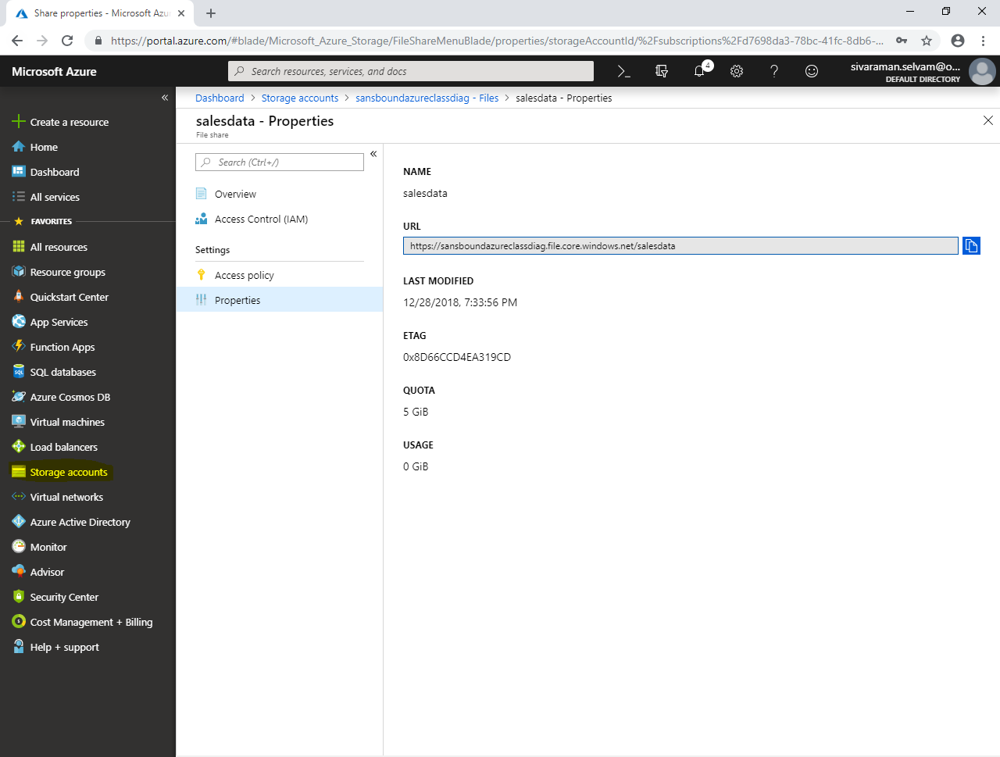 Share properties - Microsoft Azu
https://portal.azure.com/#blade/Microsoft_Azure_Storage/FileShareMenuBlade/properties/storageAccountId/%2Fsubscriptions%2Fd7698da3-78bc-41fc-8db6-...
Microsoft Azure
Search resources, services, and docs
4
sivaraman.selvam@o...
DEFAULT DIRECTORY
Dashboard > Storage accounts > sansboundazureclassdiag - Files > salesdata - Properties
salesdata - Properties
File share
Create a resource
Home
Dashboard
All services
FAVORITES
All resources
Resource groups
Quickstart Center
App Services
Function Apps
SQL databases
Azure Cosmos DB
Virtual machines
Load balancers
Storage accounts
Virtual networks
Azure Active Directory
Monitor
Advisor
Security Center
Cost Management + Billing
Help + support
Search (Ctrl+/)
Overview
Access Control (IAM)
Settings
Access policy
Properties
NAME
salesdata
URL
https://sansboundazureclassdiag.file.core.windows.net/salesdata
LAST MODIFIED
12/28/2018, 7:33:56 PM
ETAG
0x8D66CCD4EA319CD
QUOTA
5 GiB
USAGE
0 GiB